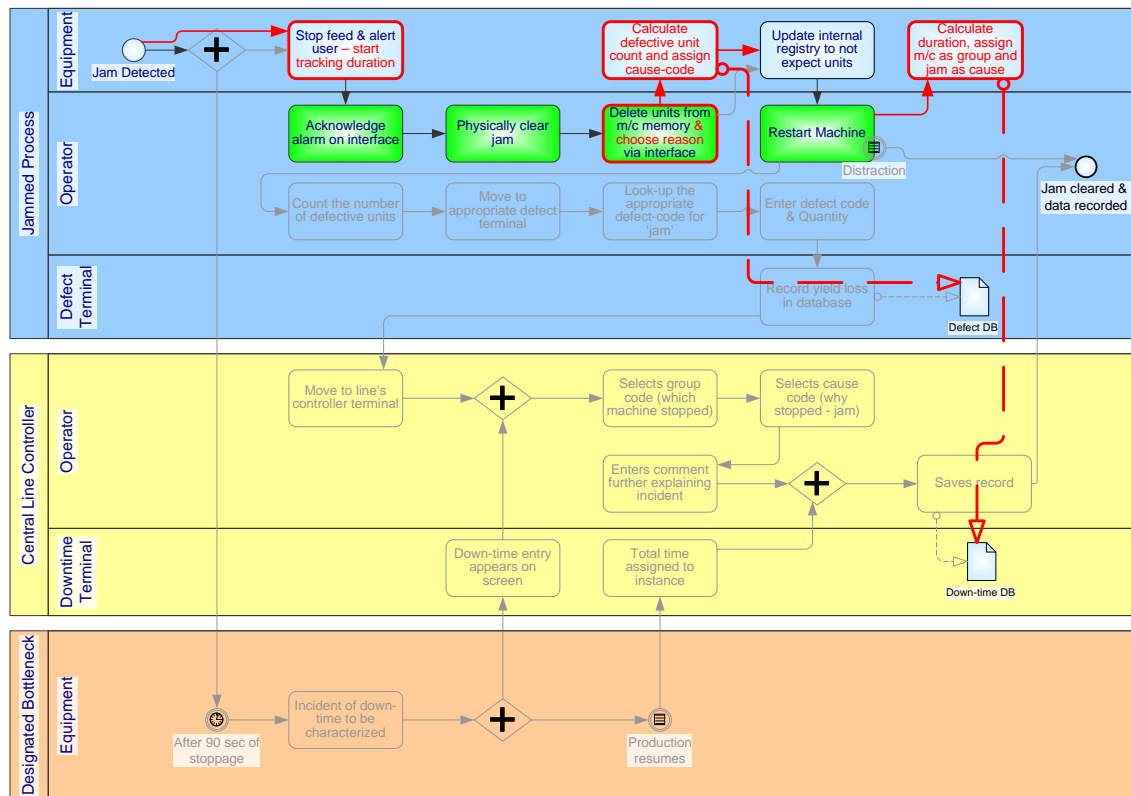 Jammed Process
Equipment
Jam Detected
Stop feed & alert
user – start
tracking duration
Calculate
defective unit
count and assign
cause-code
Update internal
registry to not
expect units
Calculate
duration, assign
m/c as group and
jam as cause
Operator
Acknowledge
alarm on interface
Physically clear
jam
Delete units from
m/c memory &
choose reason
via interface
Restart Machine
Distraction
Jam cleared &
data recorded
Count the number
of defective units
Move to
appropriate defect
terminal
Look-up the
appropriate
defect-code for
‘jam’
Enter defect code
& Quantity
Defect
Terminal
Record yield loss
in database
Defect DB
Central Line Controller
Operator
Move to line's
controller terminal
Selects group
code (which
machine stopped)
Selects cause
code (why
stopped - jam)
Enters comment
further explaining
incident
Saves record
Downtime
Terminal
Down-time entry
appears on
screen
Total time
assigned to
instance
Down-time DB
Designated Bottleneck
Equipment
After 90 sec of
stoppage
Incident of down-
time to be
characterized
Production
resumes